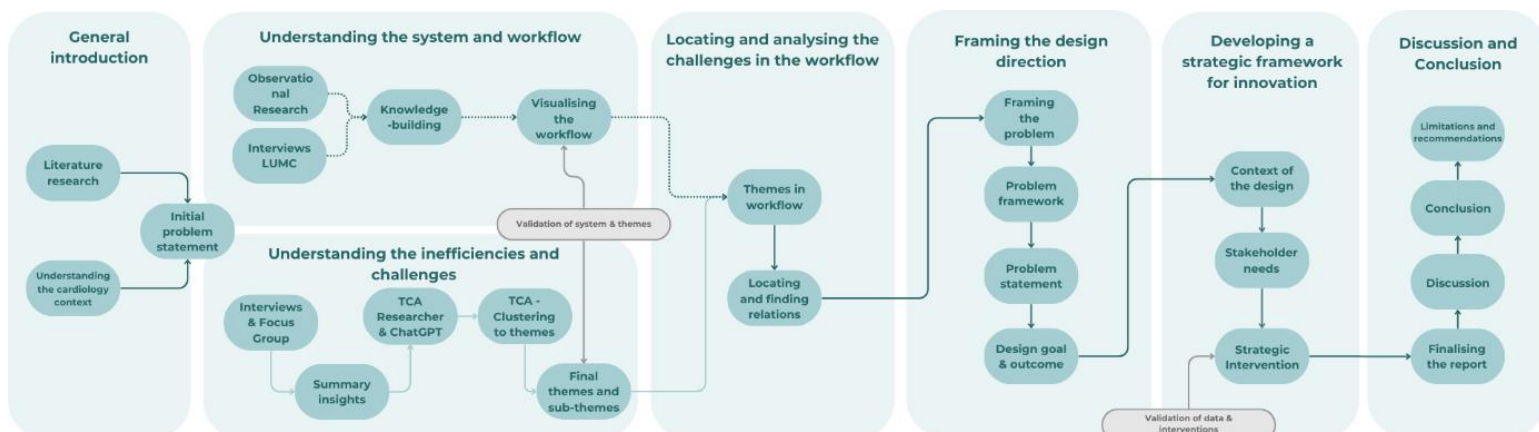 General
introduction
Literature
research
Initial
problem
statement
Understanding
the cardiology
context
Understanding the system and workflow
Observatio
nal
Research
Interviews
LUMC
Knowledge
-building
Visualising
the
workflow
Validation of system & themes
Understanding the inefficiencies and
challenges
Interviews
& Focus
Group
Summary
insights
TCA
Researcher
& ChatGPT
TCA -
Clustering
to themes
Final
themes and
sub-themes
Locating and analysing the
challenges in the workflow
Themes in
workflow
Locating
and finding
relations
Framing the design
direction
Framing
the
problem
Problem
framework
Problem
statement
Design goal
& outcome
Developing a
strategic framework
for innovation
Context of
the design
Stakeholder
needs
Strategic
Intervention
Validation of data &
interventions
Discussion and
Conclusion
Limitations and
recommendations
Conclusion
Discussion
Finalising
the report